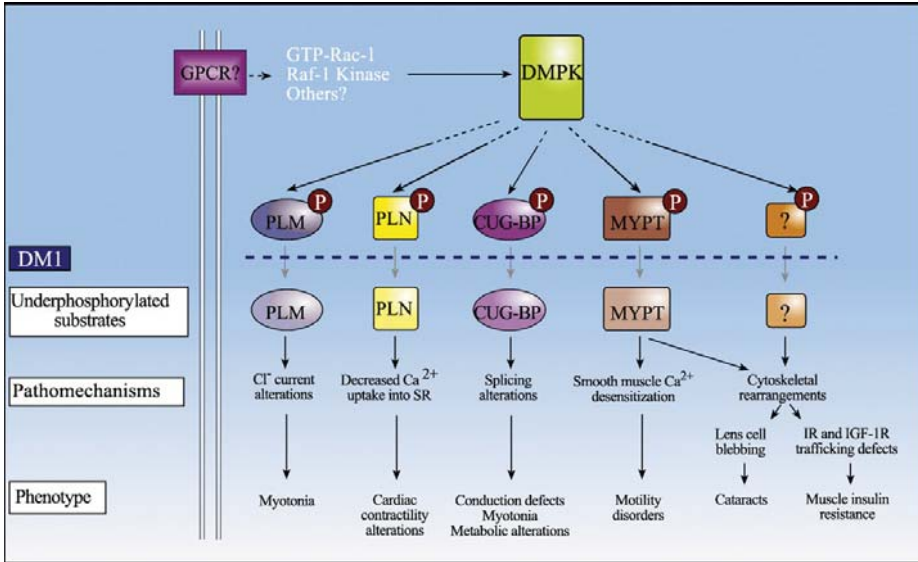 GPCR?
GTP-Rac-1
Raf-1 Kinase
Others?
DMPK
P
P
P
P
P
PLM
PLN
CUG-BP
MYPT
?
DM1
Underphosphorylated
substrates
PLM
PLN
CUG-BP
MYPT
?
Pathomechanisms
Cl⁻ current
alterations
Decreased Ca 2+
uptake into SR
Splicing
alterations
Smooth muscle Ca2+
desensitization
Cytoskeletal
rearrangements
Lens cell
blebbing
IR and IGF-1R
trafficking defects
Phenotype
Myotonia
Cardiac
contractility
alterations
Conduction defects
Myotonia
Metabolic alterations
Motility
disorders
Cataracts
Muscle insulin
resistance